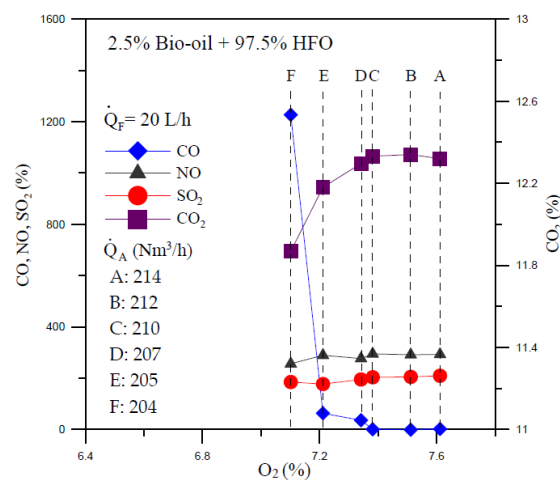 2.5% Bio-oil + 97.5% HFO
F E D C B A
Q̇F= 20 L/h
CO
NO
SO₂
CO₂
Q̇A (Nm³/h)
A: 214
B: 212
C: 210
D: 207
E: 205
F: 204
CO, NO, SO₂ (%)
1600
1200
800
400
0
CO₂ (%)
13
12.6
12.2
11.8
11.4
11
6.4 6.8 7.2 7.6
O₂ (%)